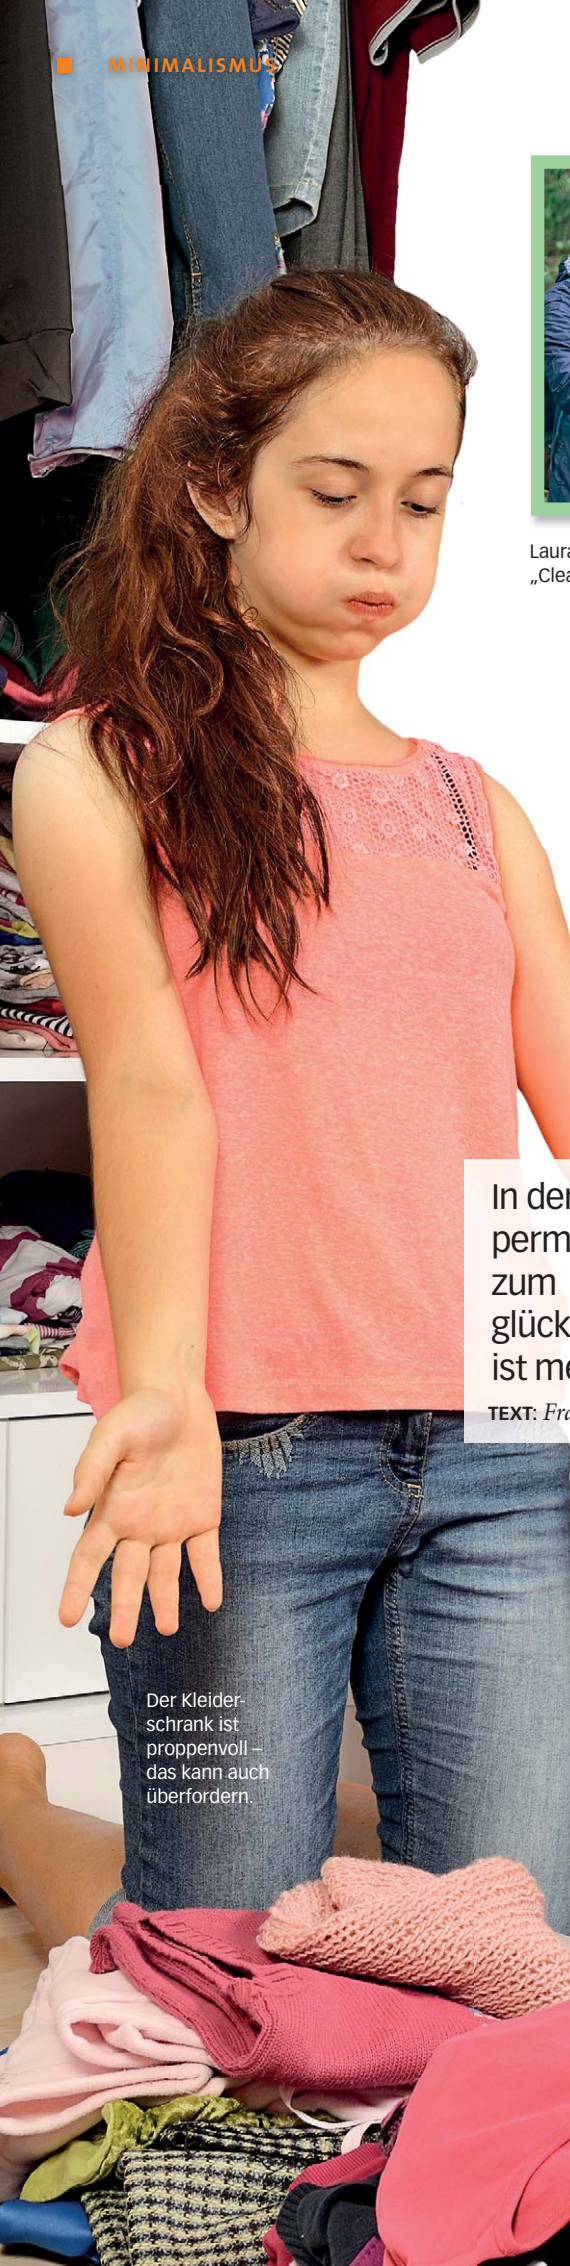 MINIMALISMUS
Laura
„Clea
In der
perm
zum
glück
ist me
TEXT: Fra
Der Kleider-
schrank ist
proppenvoll –
das kann auch
überfordern.